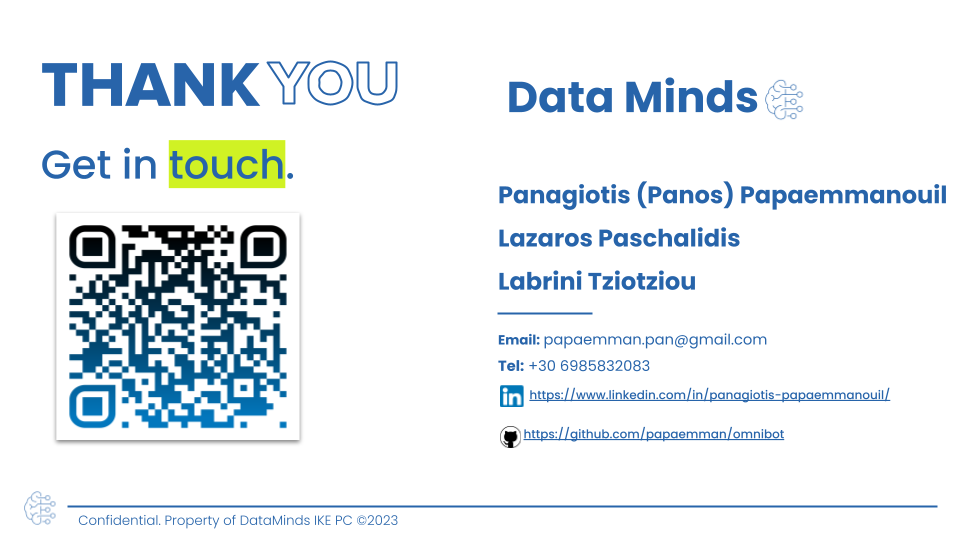 THANK YOU
Get in touch.
Data Minds
Panagiotis (Panos) Papaemmanouil
Lazaros Paschalidis
Labrini Tziotziou
Email: papaemman.pan@gmail.com
Tel: +30 6985832083
in https://www.linkedin.com/in/panagiotis-papaemmanouil/
https://github.com/papaemman/omnibot
Confidential. Property of DataMinds IKE PC ©2023